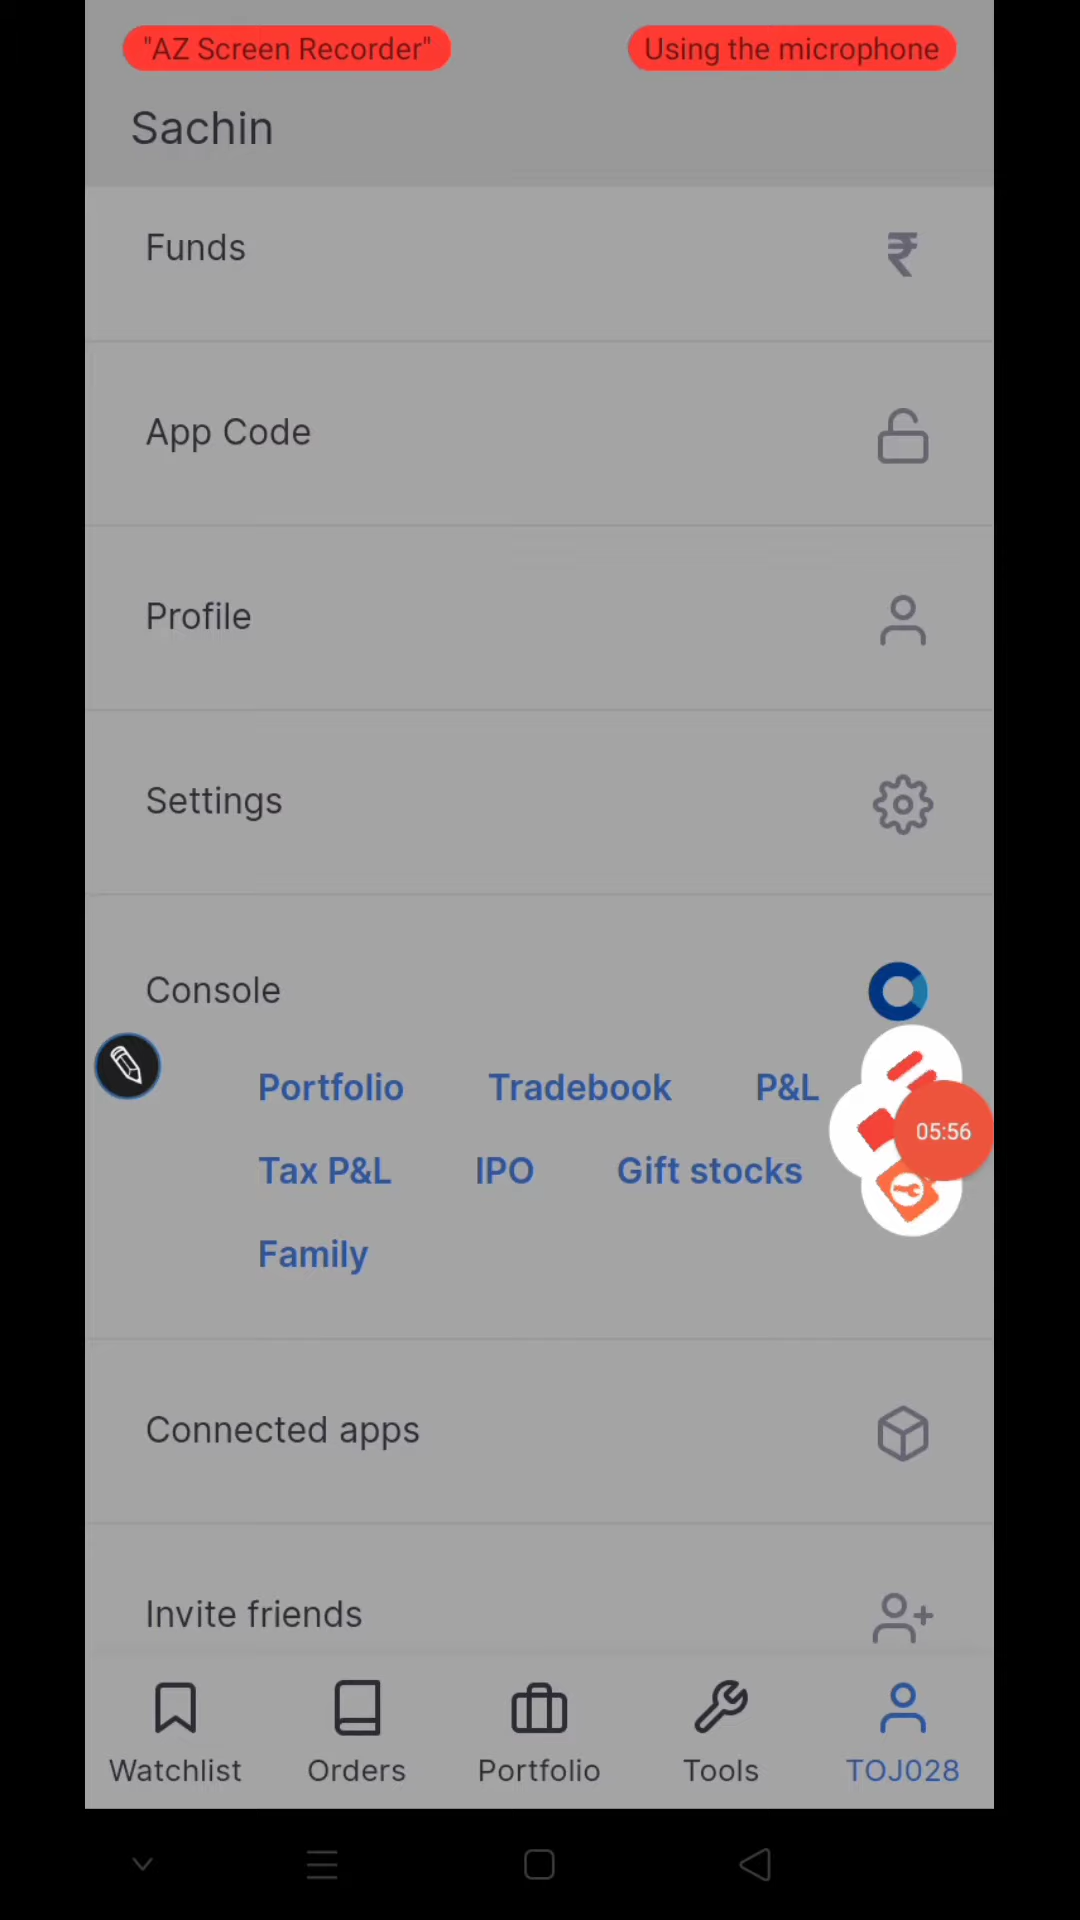 "AZ Screen Recorder" Using the microphone
Sachin
Funds
₹
App Code
Profile
Settings
Console
Portfolio Tradebook P&L
05:56
Tax P&L IPO Gift stocks
Family
Connected apps
Invite friends
Watchlist Orders Portfolio Tools TOJ028